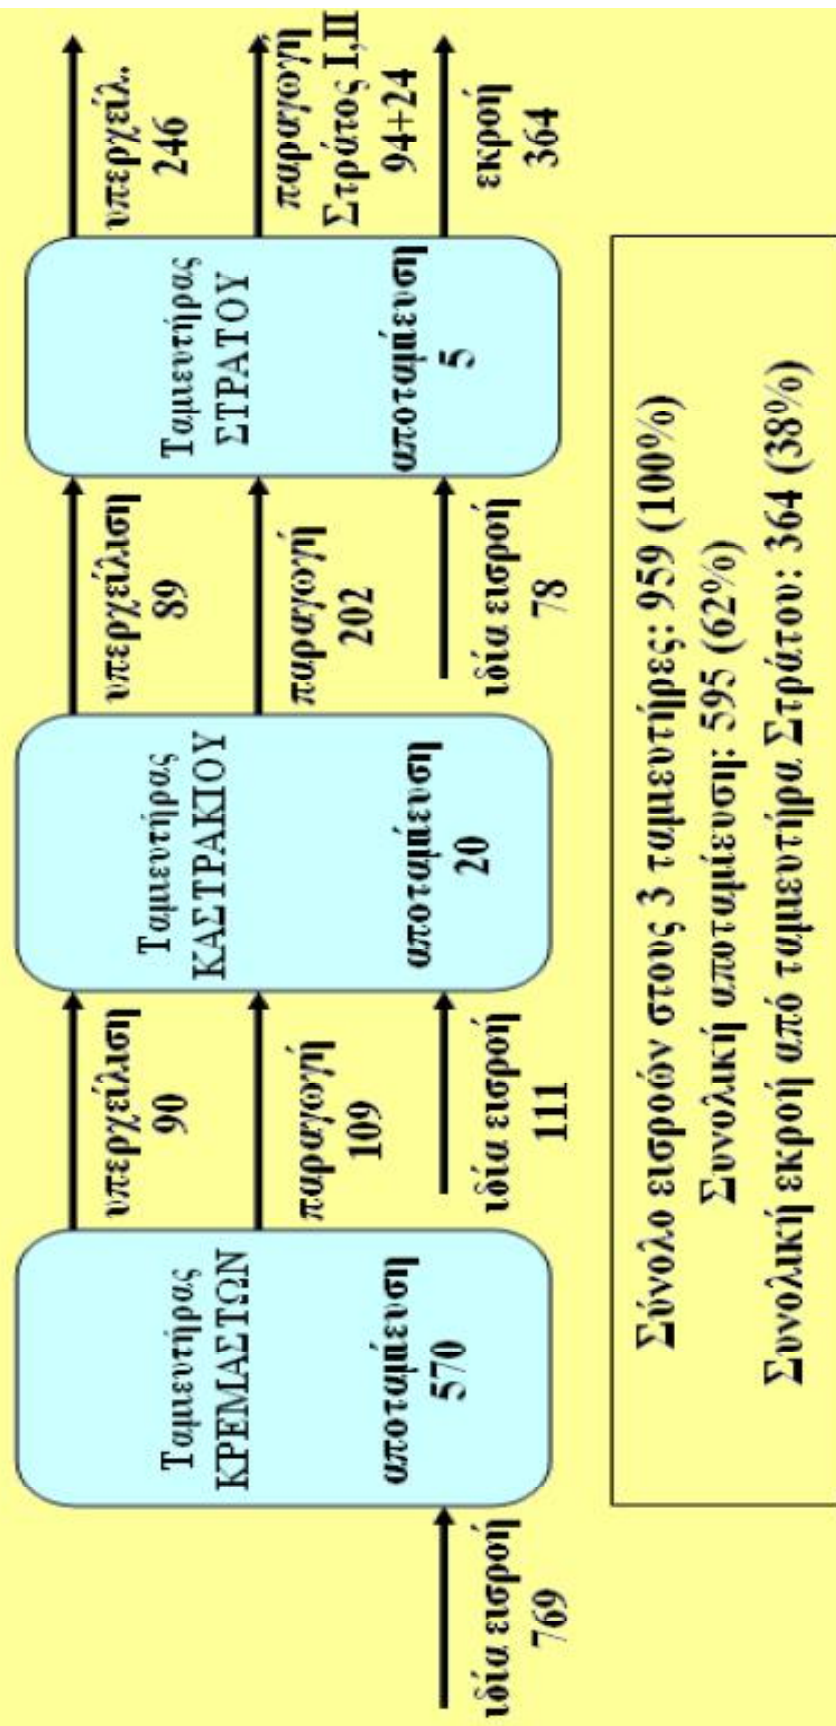 ιδία εισροή
769
Ταμιευτήρας
ΚΡΕΜΑΣΤΩΝ
αποταμίευση
570
υπερχείλιση
90
παραγωγή
109
ιδία εισροή
111
Ταμιευτήρας
ΚΑΣΤΡΑΚΙΟΥ
αποταμίευση
20
υπερχείλιση
89
παραγωγή
202
ιδία εισροή
78
Ταμιευτήρας
ΣΤΡΑΤΟΥ
αποταμίευση
5
υπερχείλ.
246
παραγωγή
Στράτος Ι,ΙΙ
94+24
εκροή
364
Σύνολο εισροών στους 3 ταμιευτήρες: 959 (100%)
Συνολική αποταμίευση: 595 (62%)
Συνολική εκροή από ταμιευτήρα Στράτου: 364 (38%)